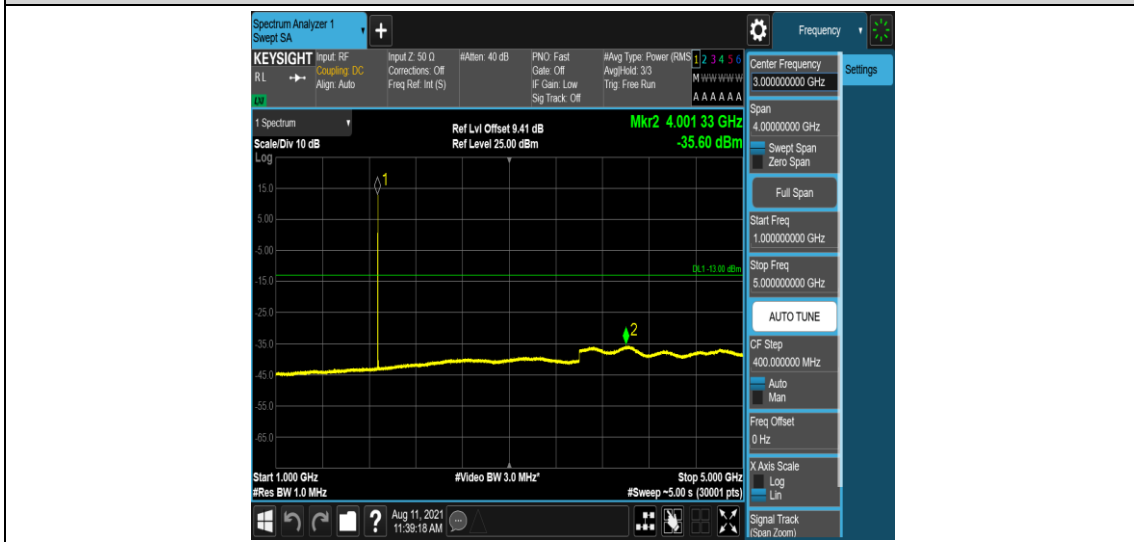 Spectrum Analyzer 1
Swept SA
+
Frequency
KEYSIGHT
RL
LXI
Input: RF
Coupling: DC
Align: Auto
Input Z: 50 Ω
Corrections: Off
Freq Ref: Int (S)
#Atten: 40 dB
PNO: Fast
Gate: Off
IF Gain: Low
Sig Track: Off
#Avg Type: Power (RMS
Avg|Hold: 3/3
Trig: Free Run
1 2 3 4 5 6
M W W W W W
A A A A A A
1 Spectrum
Scale/Div 10 dB
Log
Ref Lvl Offset 9.41 dB
Ref Level 25.00 dBm
Mkr2 4.001 33 GHz
-35.60 dBm
1
15.0
5.00
-5.00
DL1 -13.00 dBm
-15.0
-25.0
2
-35.0
-45.0
-55.0
-65.0
Start 1.000 GHz
#Res BW 1.0 MHz
#Video BW 3.0 MHz*
Stop 5.000 GHz
#Sweep ~5.00 s (30001 pts)
Center Frequency
3.000000000 GHz
Settings
Span
4.00000000 GHz
Swept Span
Zero Span
Full Span
Start Freq
1.000000000 GHz
Stop Freq
5.000000000 GHz
AUTO TUNE
CF Step
400.000000 MHz
Auto
Man
Freq Offset
0 Hz
X Axis Scale
Log
Lin
Signal Track
(Span Zoom)
?
Aug 11, 2021
11:39:18 AM